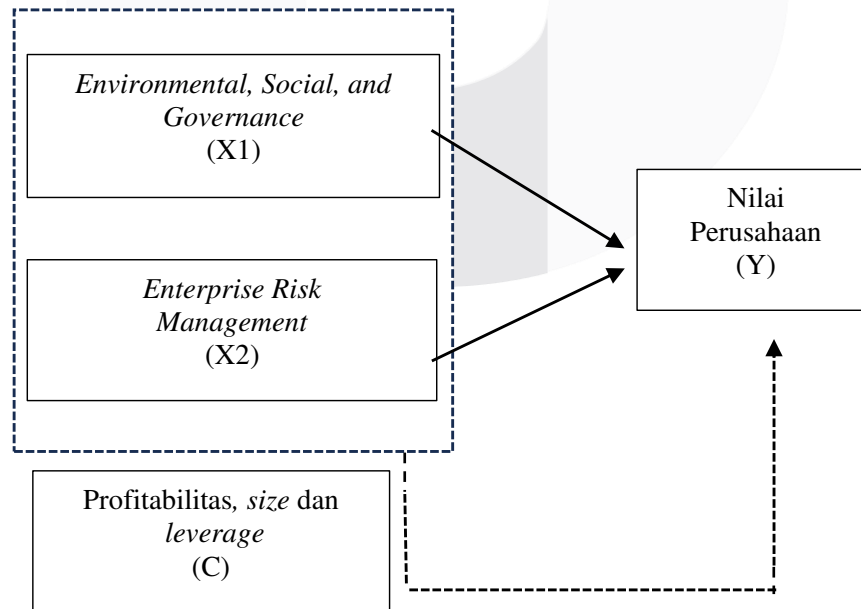 Environmental, Social, and
Governance
(X1)
Enterprise Risk
Management
(X2)
Profitabilitas, size dan
leverage
(C)
Nilai
Perusahaan
(Y)